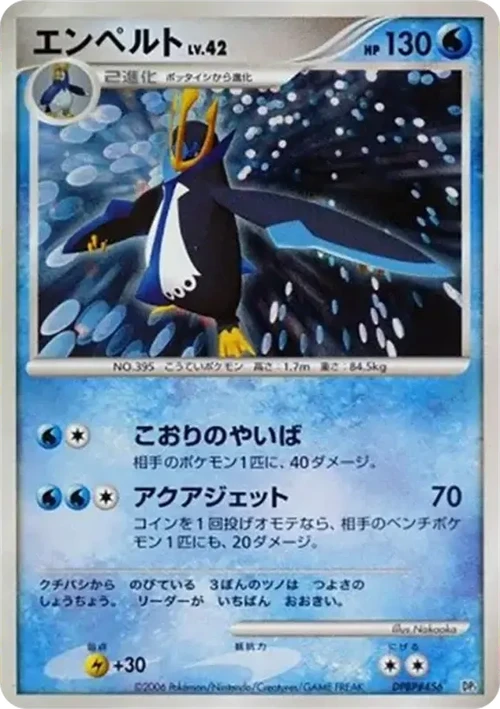 エンペルト LV.42 HP 130
2進化 ポッタイシから進化
NO.395 こうていポケモン 高さ:1.7m 重さ:84.5kg
こおりのやいば
相手のポケモン1匹に、40ダメージ。
アクアジェット 70
コインを1回投げオモテなら、相手のベンチポケ
モン1匹にも、20ダメージ。
クチバシから のびている 3ぼんのツノは つよさの
しょうちょう。 リーダーが いちばん おおきい。
Illus. Nakaoka
弱点 抵抗力 にげる
+30
©2006 Pokémon/Nintendo/Creatures/GAME FREAK. DPBP#456 DP